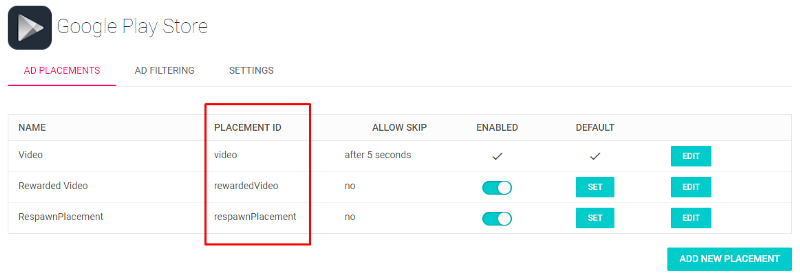 Google Play Store
AD PLACEMENTS AD FILTERING SETTINGS
NAME PLACEMENT ID ALLOW SKIP ENABLED DEFAULT
Video video after 5 seconds EDIT
Rewarded Video rewardedVideo no SET EDIT
RespawnPlacement respawnPlacement no SET EDIT
ADD NEW PLACEMENT